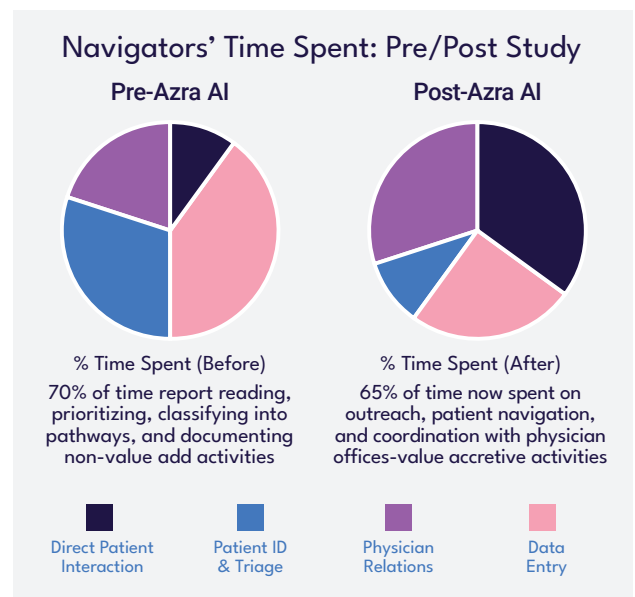 Navigators’ Time Spent: Pre/Post Study
Pre-Azra AI
Post-Azra AI
% Time Spent (Before)
70% of time report reading,
prioritizing, classifying into
pathways, and documenting
non-value add activities
% Time Spent (After)
65% of time now spent on
outreach, patient navigation,
and coordination with physician
offices-value accretive activities
Direct Patient
Interaction
Patient ID
& Triage
Physician
Relations
Data
Entry